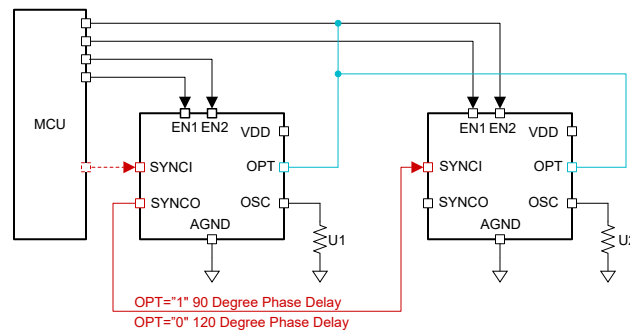 MCU
EN1 EN2
VDD
SYNCI
OPT
SYNCO
OSC
AGND
U1
EN1 EN2
VDD
SYNCI
OPT
SYNCO
OSC
AGND
U2
OPT="1" 90 Degree Phase Delay
OPT="0" 120 Degree Phase Delay